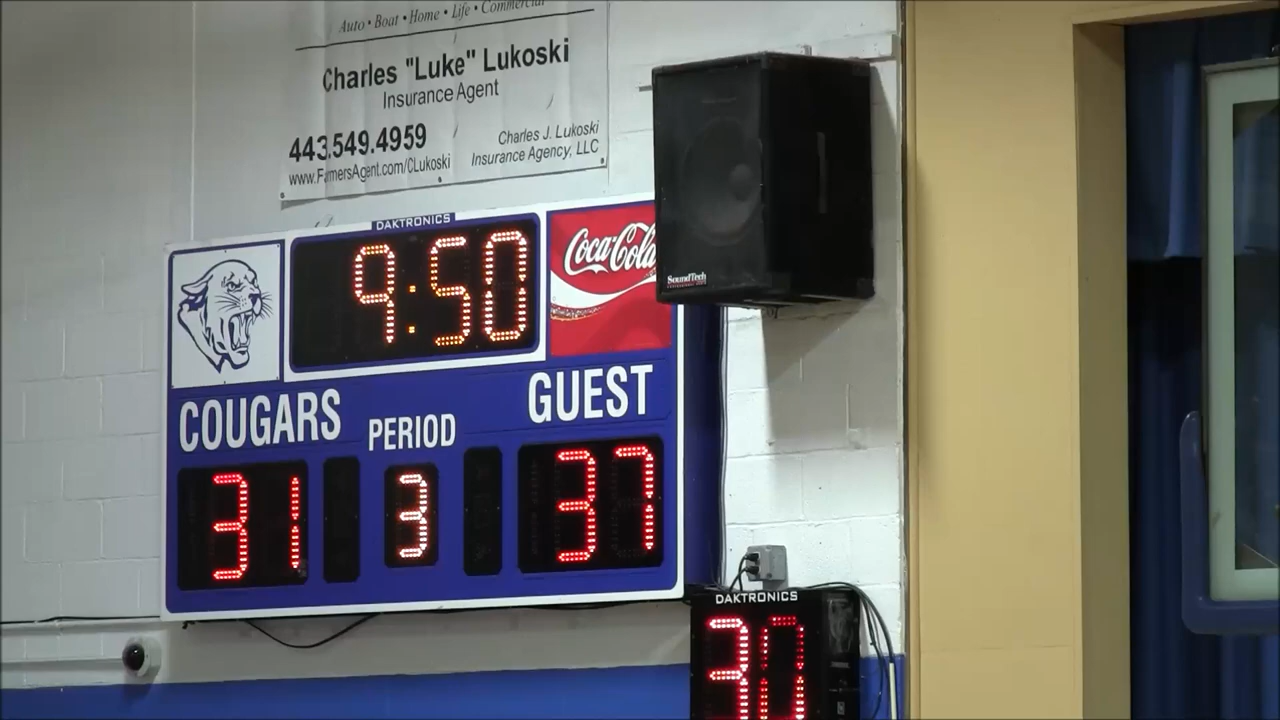 Auto • Boat • Home • Life • Commercial
Charles "Luke" Lukoski
Insurance Agent
443.549.4959
www.FarmersAgent.com/CLukoski
Charles J. Lukoski
Insurance Agency, LLC
DAKTRONICS
9:50
Coca-Cola
SoundTech
COUGARS
PERIOD
GUEST
31
3
37
DAKTRONICS
30